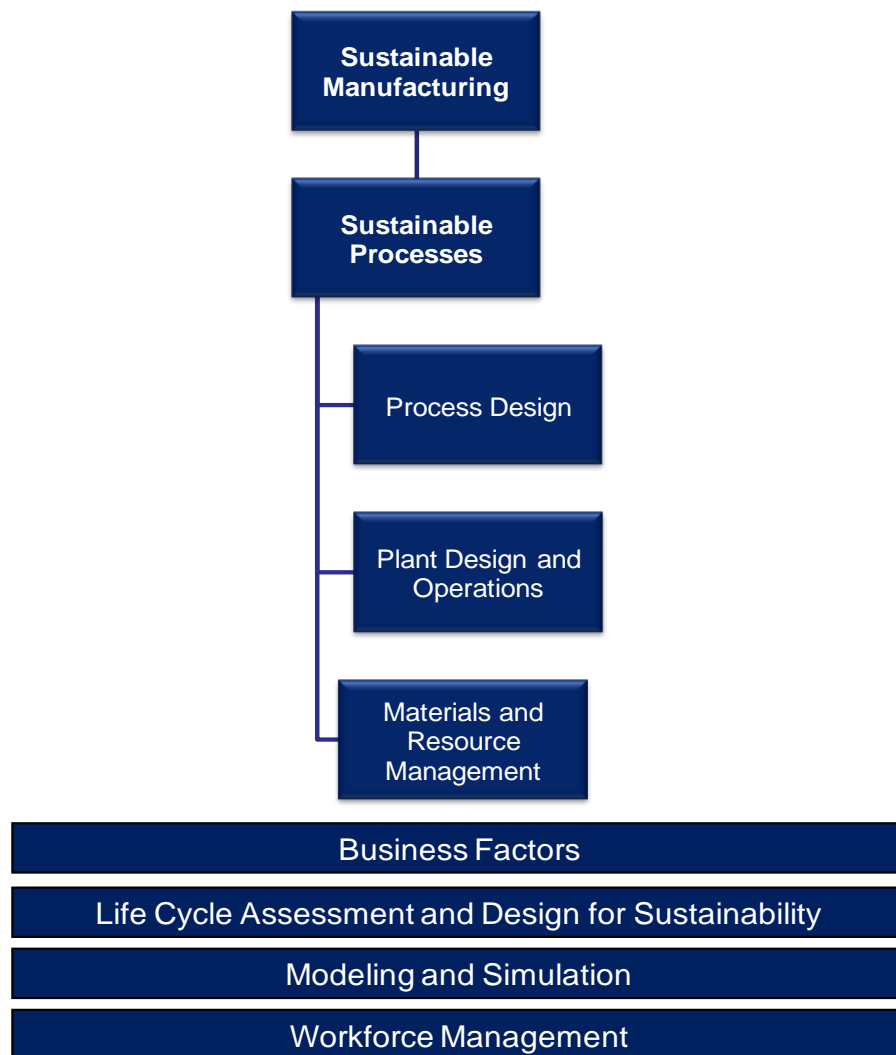 Sustainable
Manufacturing
Sustainable
Processes
Process Design
Plant Design and
Operations
Materials and
Resource
Management
Business Factors
Life Cycle Assessment and Design for Sustainability
Modeling and Simulation
Workforce Management